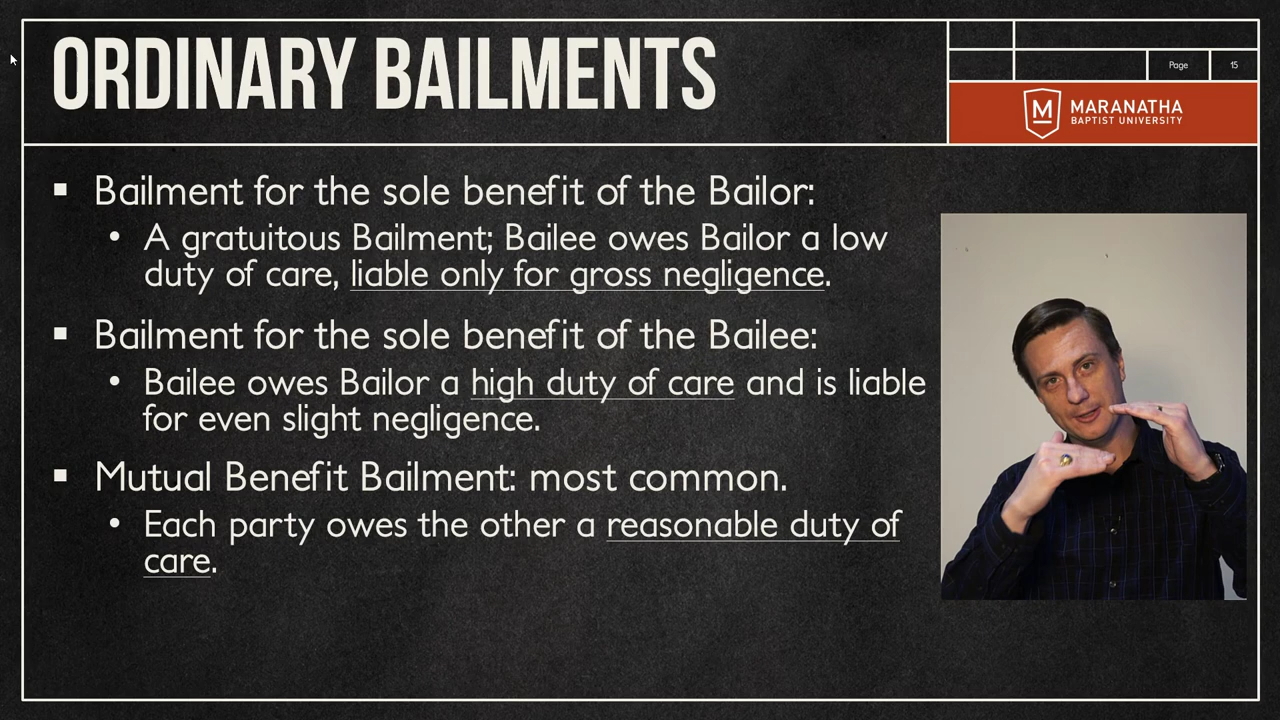 ORDINARY BAILMENTS
Page 15
MARANATHA
BAPTIST UNIVERSITY
▪ Bailment for the sole benefit of the Bailor:
• A gratuitous Bailment; Bailee owes Bailor a low
duty of care, liable only for gross negligence.
▪ Bailment for the sole benefit of the Bailee:
• Bailee owes Bailor a high duty of care and is liable
for even slight negligence.
▪ Mutual Benefit Bailment: most common.
• Each party owes the other a reasonable duty of
care.